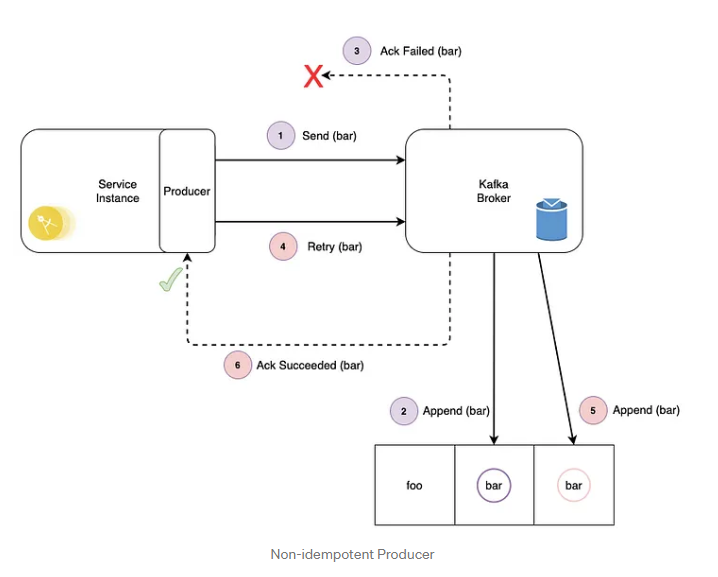 3 Ack Failed (bar)
1 Send (bar)
Service
Instance
Producer
Kafka
Broker
4 Retry (bar)
6 Ack Succeeded (bar)
2 Append (bar)
5 Append (bar)
foo
bar
bar
Non-idempotent Producer